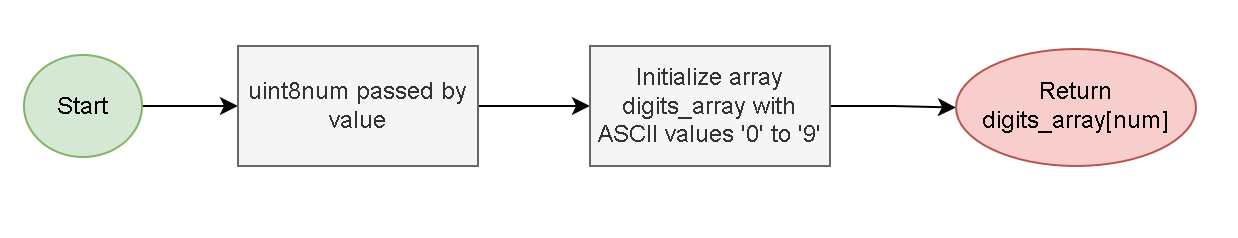 Start
uint8num passed by
value
Initialize array
digits_array with
ASCII values '0' to '9'
Return
digits_array[num]